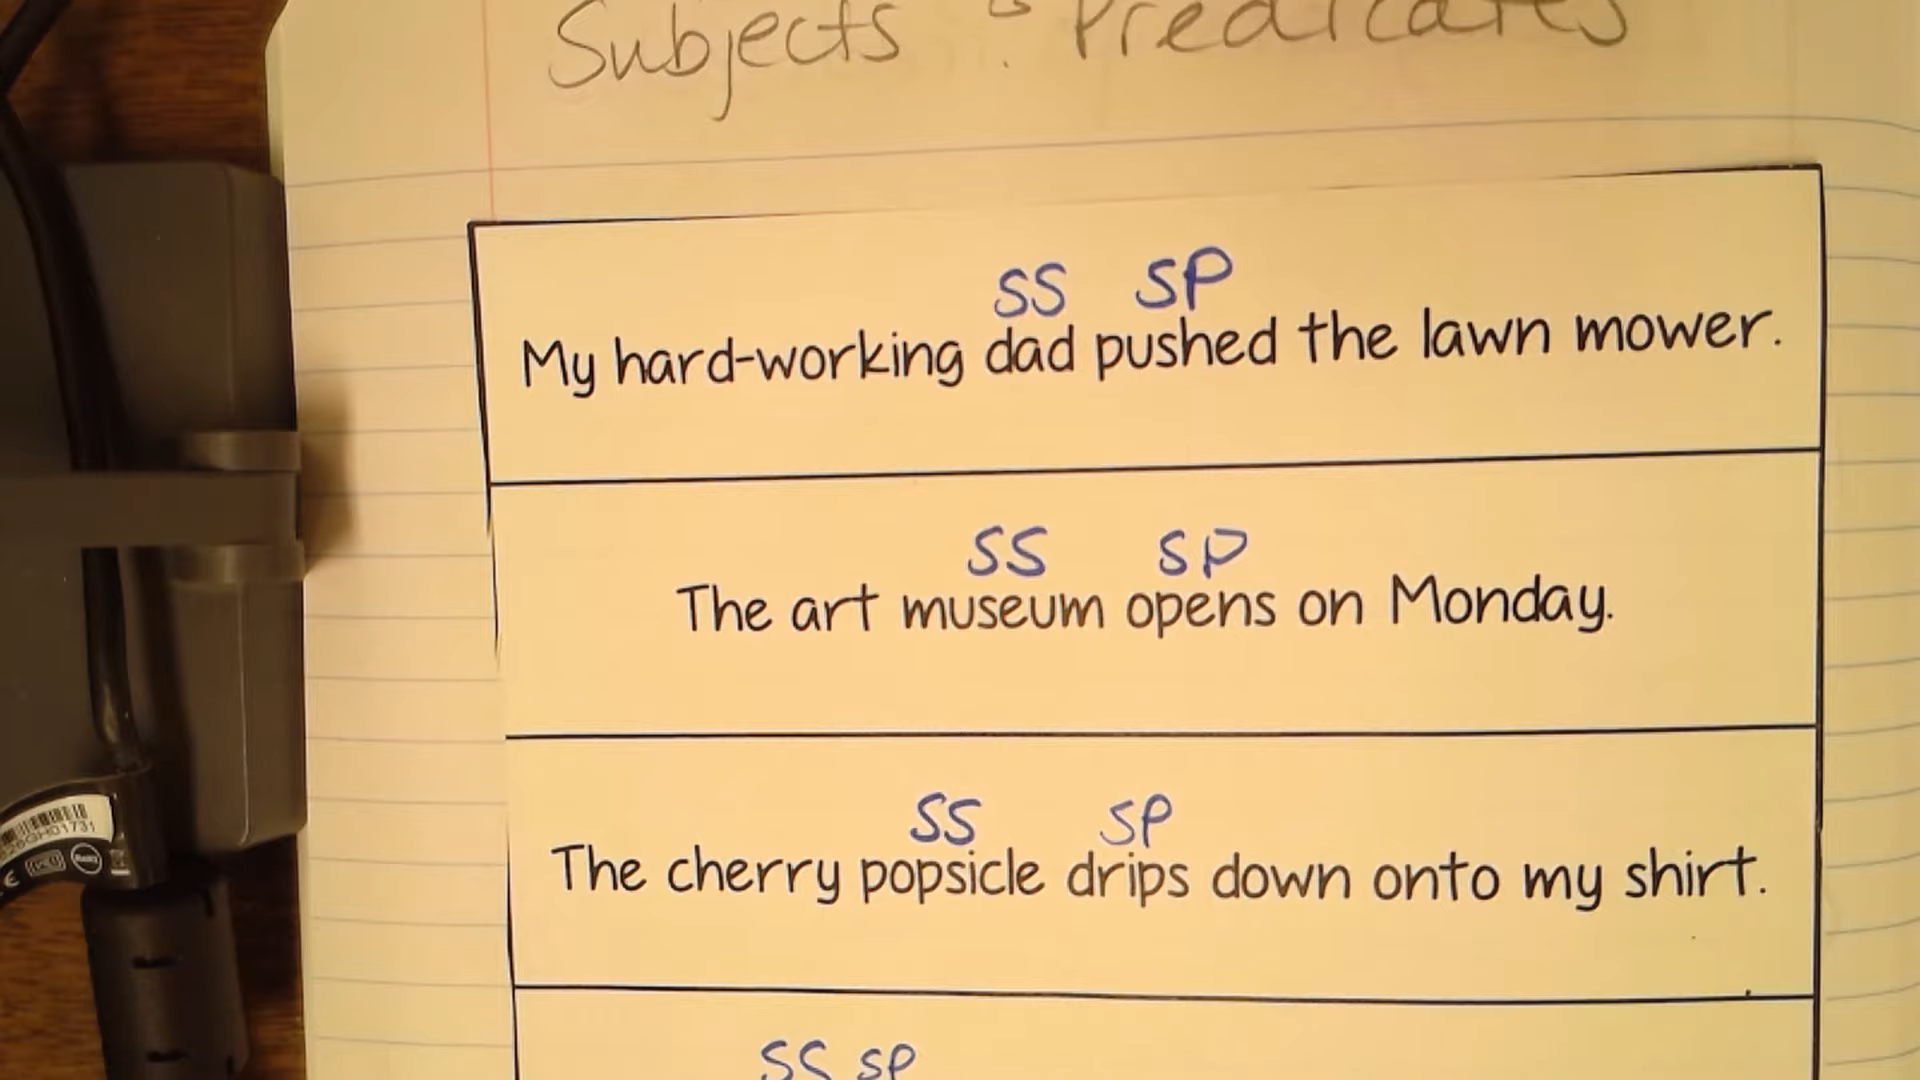 Subjects & Predicates
SS SP
My hard-working dad pushed the lawn mower.
SS SP
The art museum opens on Monday.
SS SP
The cherry popsicle drips down onto my shirt.
SS SP